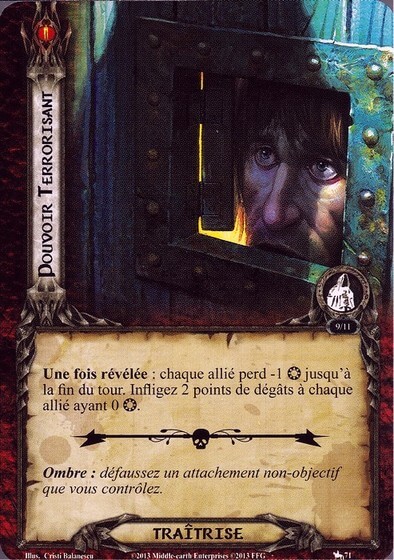 POUVOIR TERRORISANT
9/11
Une fois révélée : chaque allié perd -1 jusqu'à
la fin du tour. Infligez 2 points de dégâts à chaque
allié ayant 0 .
Ombre : défaussez un attachement non-objectif
que vous contrôlez.
TRAÎTRISE
Illus. Cristi Balanescu ©2013 Middle-earth Enterprises ©2013 FFG 71